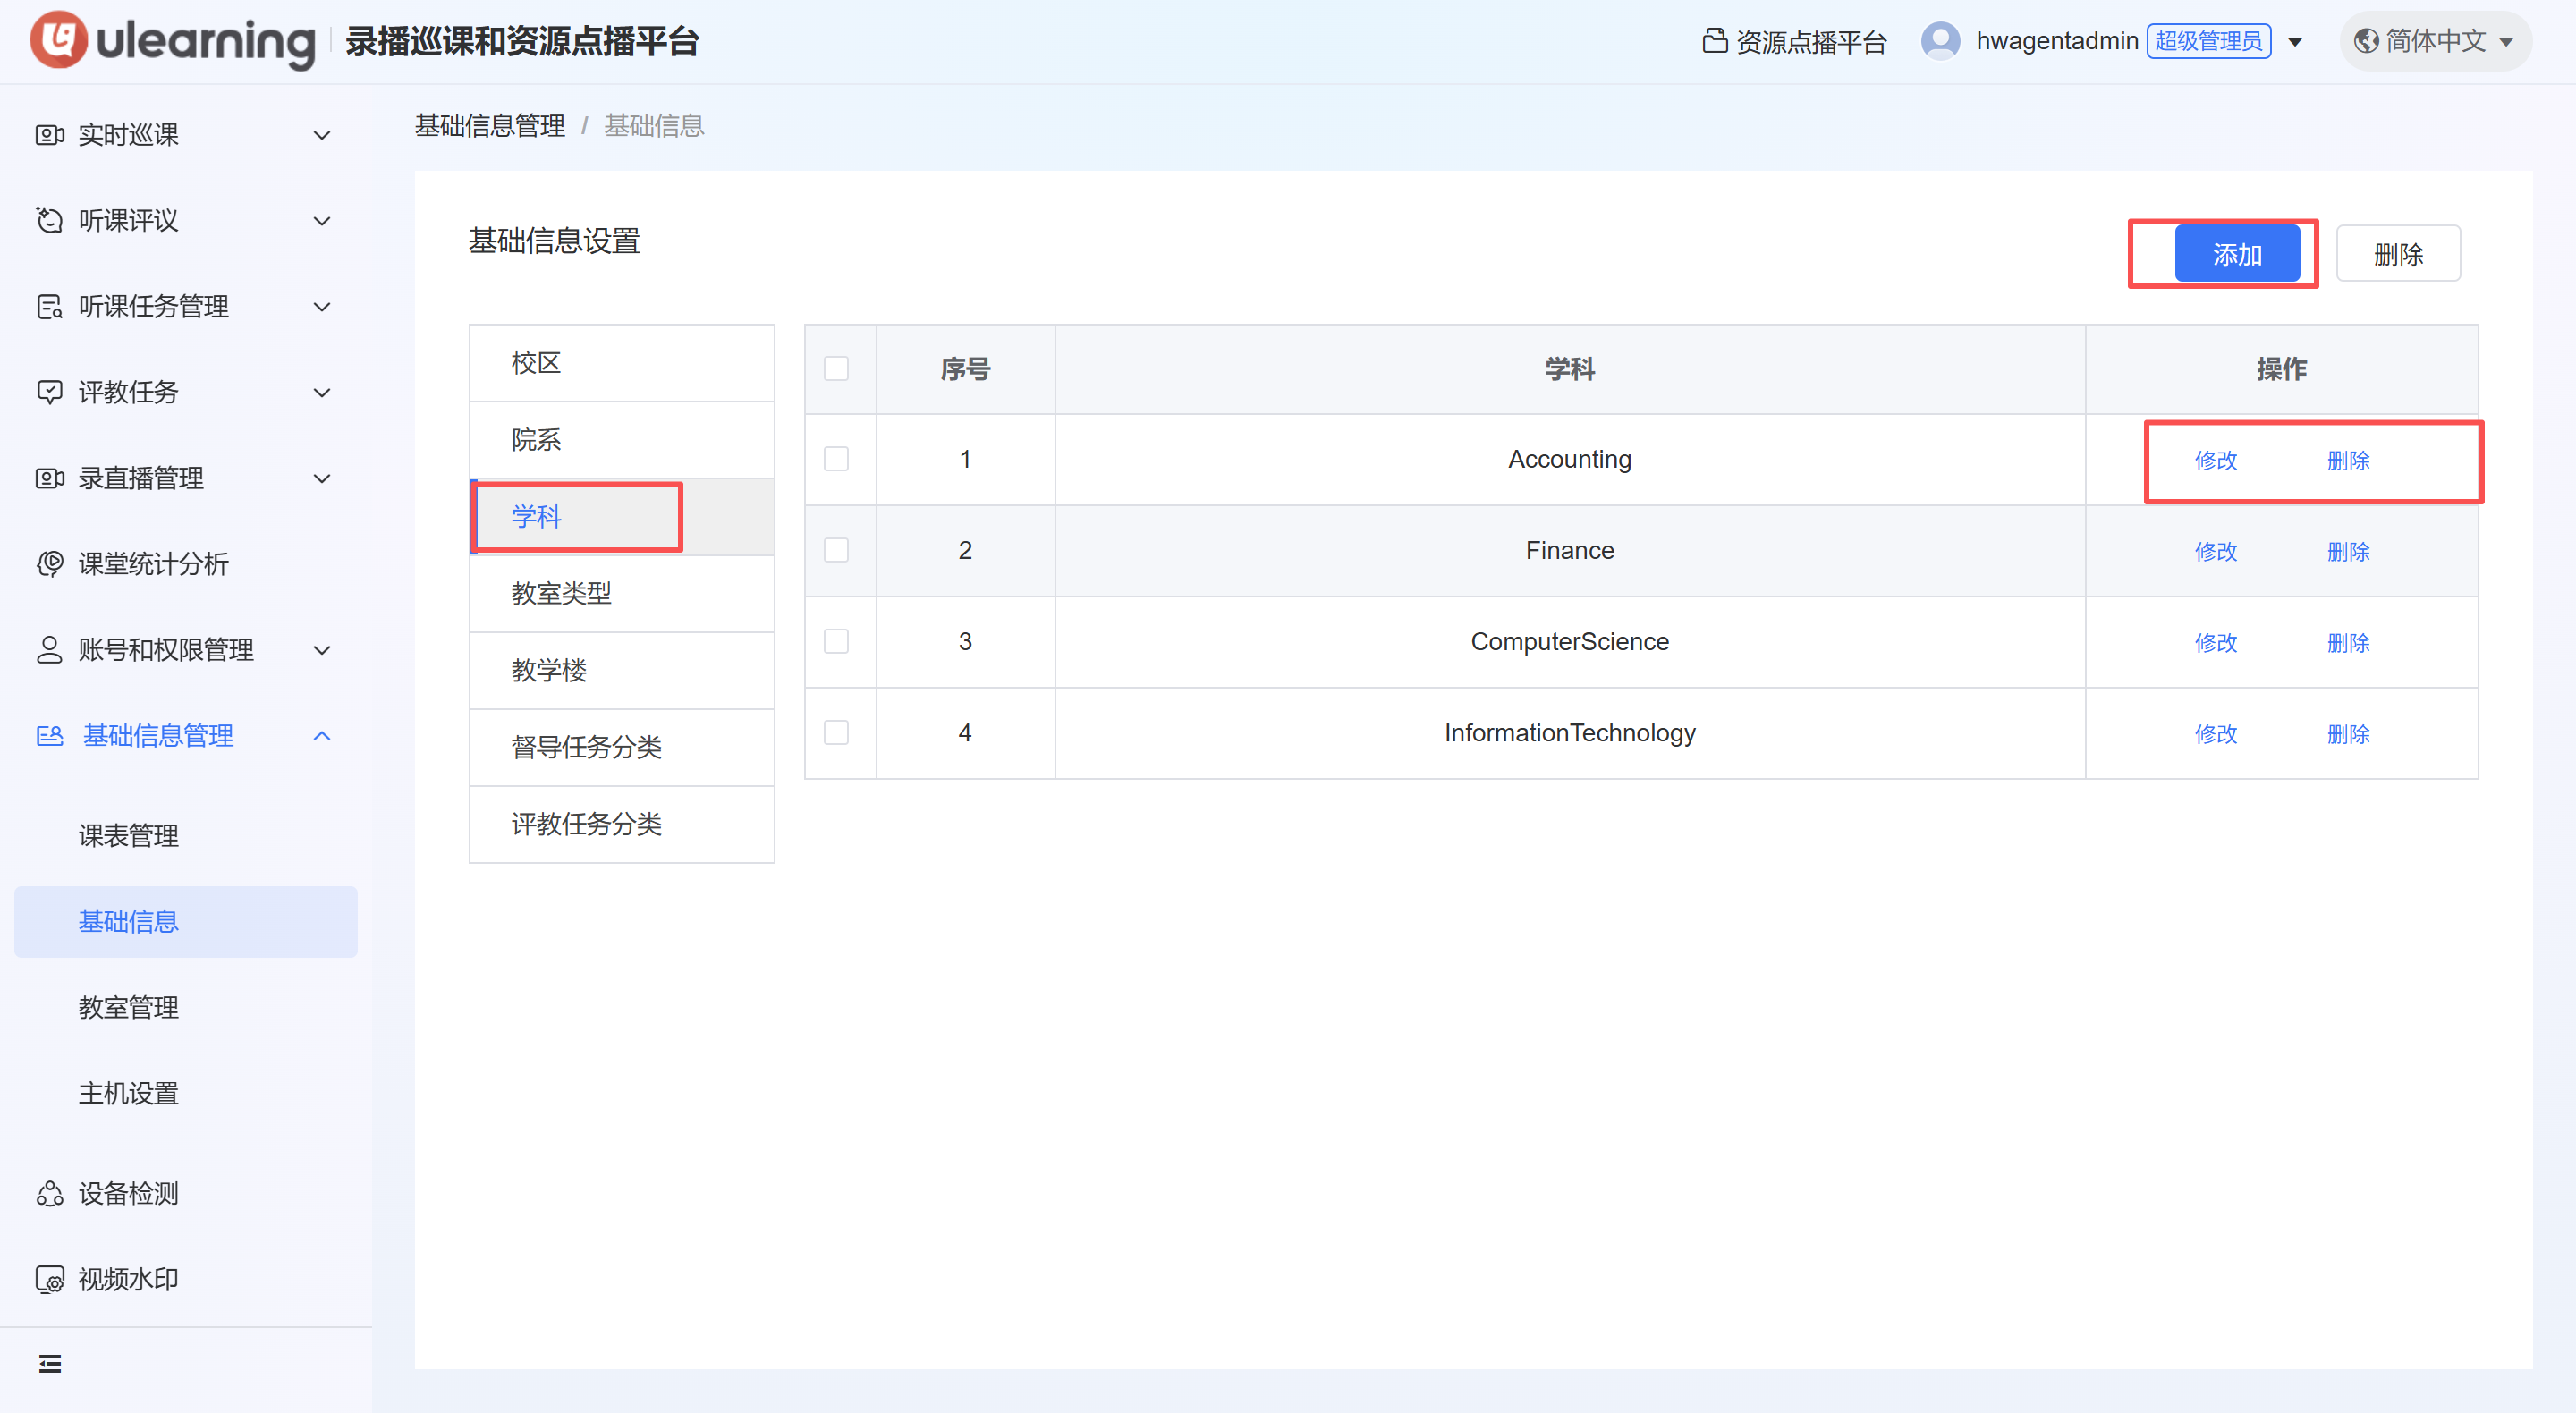 ulearning 录播巡课和资源点播平台 资源点播平台 hwagentadmin 超级管理员 简体中文
实时巡课
听课评议
听课任务管理
评教任务
录直播管理
课堂统计分析
账号和权限管理
基础信息管理
课表管理
基础信息
教室管理
主机设置
设备检测
视频水印
基础信息管理 / 基础信息
基础信息设置
添加 删除
校区
院系
学科
教室类型
教学楼
督导任务分类
评教任务分类
序号 学科 操作
1 Accounting 修改 删除
2 Finance 修改 删除
3 ComputerScience 修改 删除
4 InformationTechnology 修改 删除